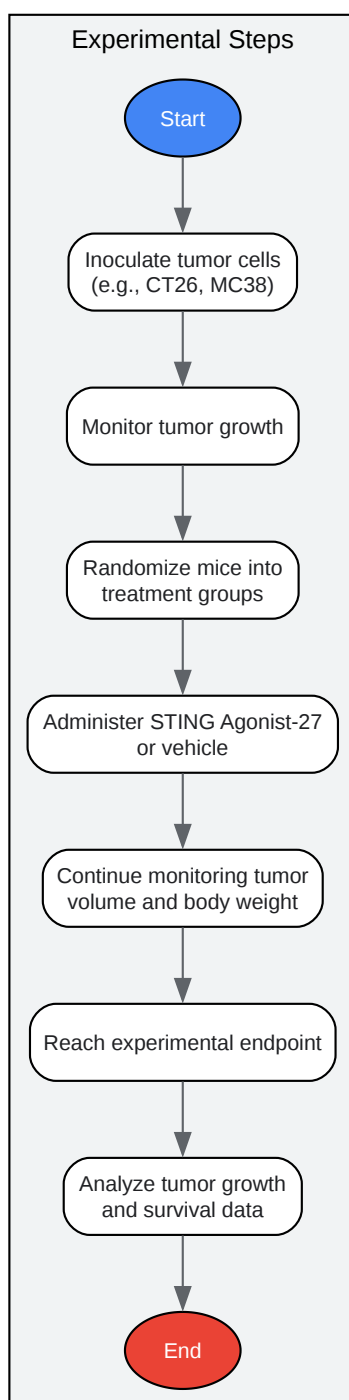 Experimental Steps
Start
Inoculate tumor cells
(e.g., CT26, MC38)
Monitor tumor growth
Randomize mice into
treatment groups
Administer STING Agonist-27
or vehicle
Continue monitoring tumor
volume and body weight
Reach experimental endpoint
Analyze tumor growth
and survival data
End